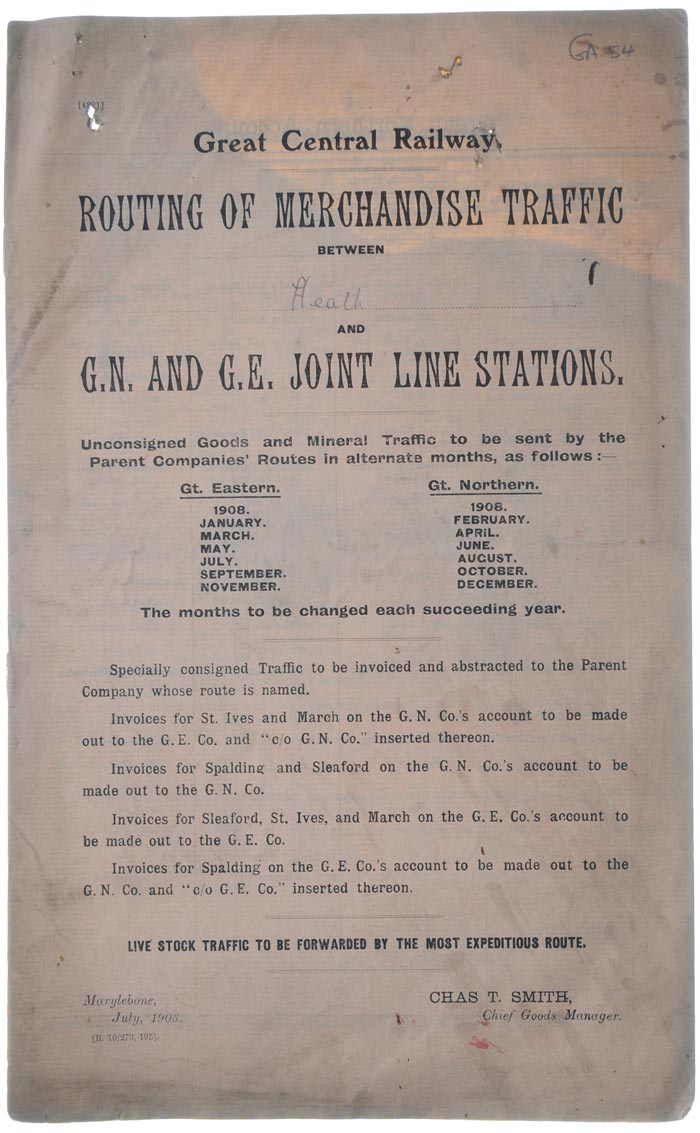 GA 54
Great Central Railway.
ROUTING OF MERCHANDISE TRAFFIC
BETWEEN
Heath
AND
G.N. AND G.E. JOINT LINE STATIONS.
Unconsigned Goods and Mineral Traffic to be sent by the
Parent Companies' Routes in alternate months, as follows:—
Gt. Eastern.
1908.
JANUARY.
MARCH.
MAY.
JULY.
SEPTEMBER.
NOVEMBER.
Gt. Northern.
1908.
FEBRUARY.
APRIL.
JUNE.
AUGUST.
OCTOBER.
DECEMBER.
The months to be changed each succeeding year.
Specially consigned Traffic to be invoiced and abstracted to the Parent
Company whose route is named.
Invoices for St. Ives and March on the G. N. Co.'s account to be made
out to the G. E. Co. and "c/o G. N. Co." inserted thereon.
Invoices for Spalding and Sleaford on the G. N. Co.'s account to be
made out to the G. N. Co.
Invoices for Sleaford, St. Ives, and March on the G. E. Co.'s account to
be made out to the G. E. Co.
Invoices for Spalding on the G. E. Co.'s account to be made out to the
G. N. Co. and "c/o G. E. Co." inserted thereon.
LIVE STOCK TRAFFIC TO BE FORWARDED BY THE MOST EXPEDITIOUS ROUTE.
Marylebone,
July, 1908.
(R. 10/273, 195).
CHAS T. SMITH,
Chief Goods Manager.